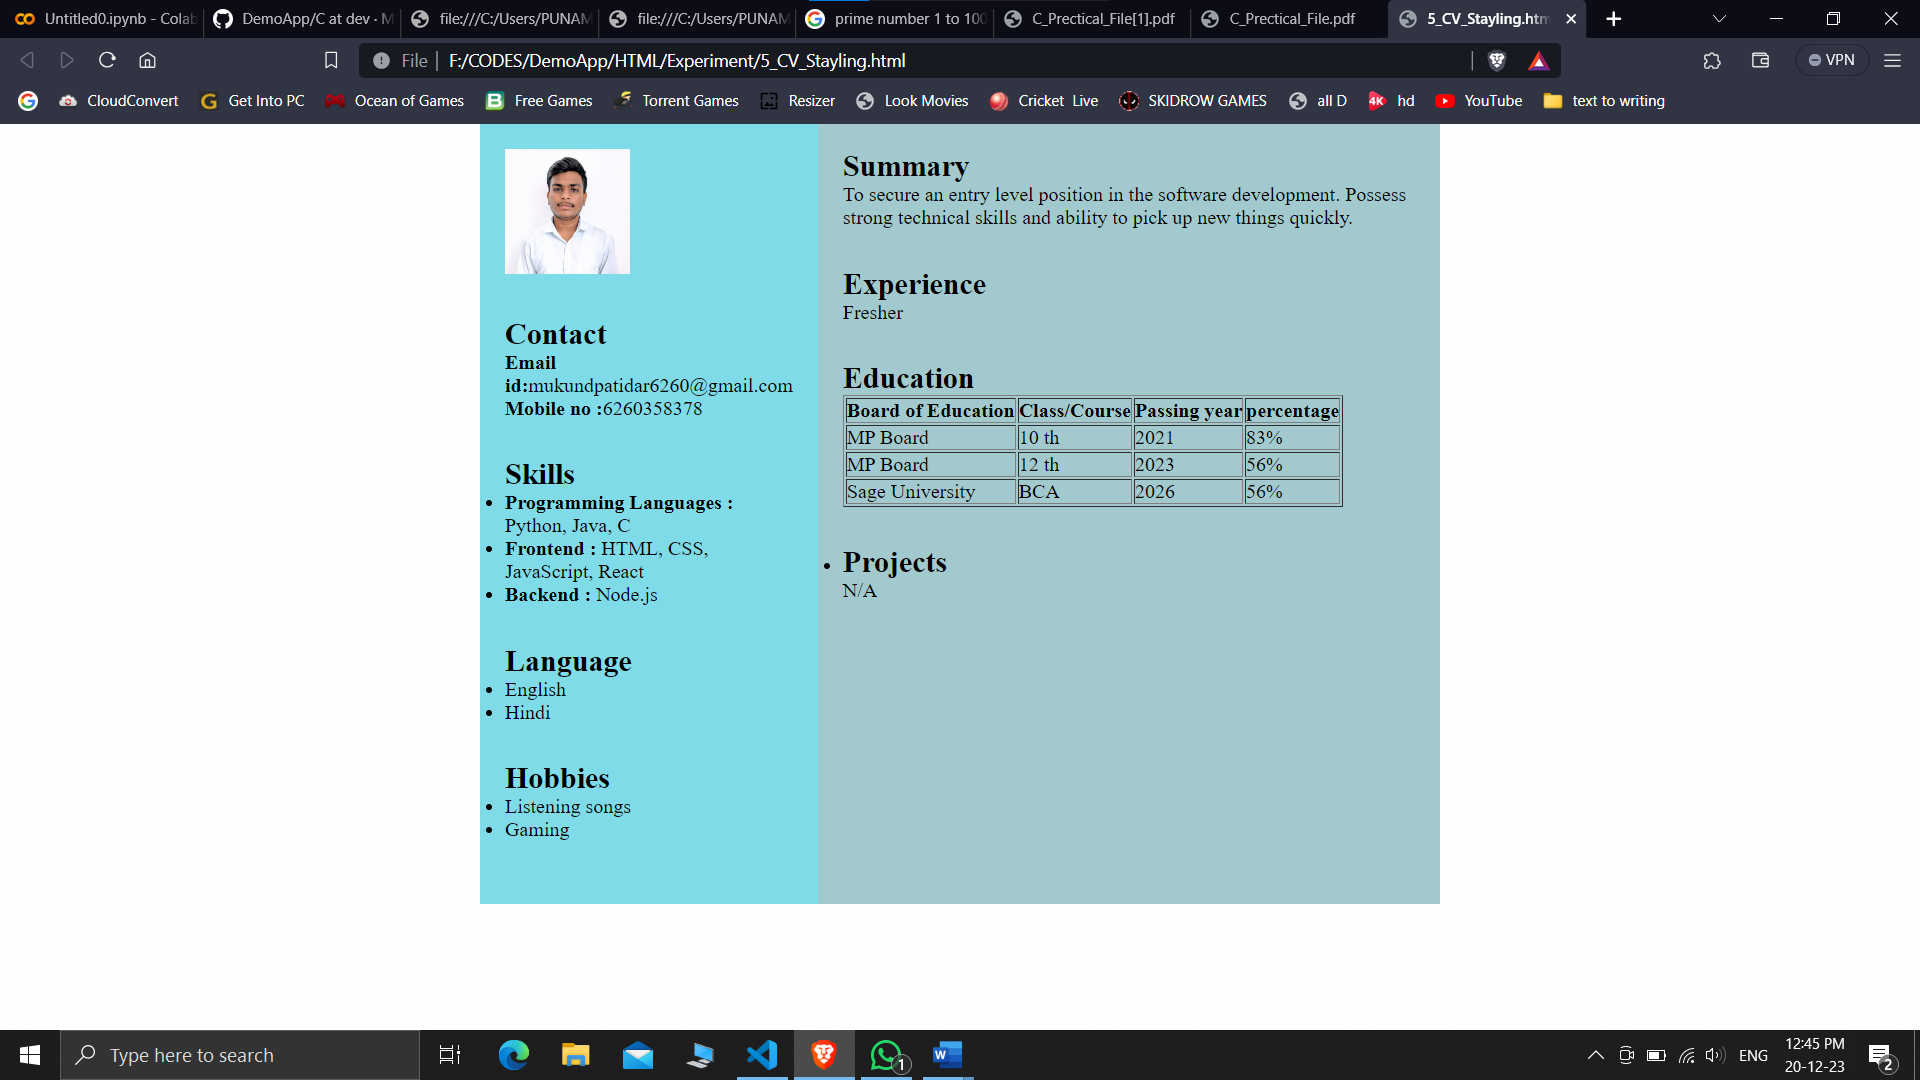 Untitled0.ipynb - Colab
DemoApp/C at dev · M
file:///C:/Users/PUNAM
file:///C:/Users/PUNAM
prime number 1 to 100
C_Prectical_File[1].pdf
C_Prectical_File.pdf
5_CV_Stayling.htm
File
F:/CODES/DemoApp/HTML/Experiment/5_CV_Stayling.html
VPN
CloudConvert
Get Into PC
Ocean of Games
Free Games
Torrent Games
Resizer
Look Movies
Cricket Live
SKIDROW GAMES
all D
4K
hd
YouTube
text to writing
Contact
Email
id:mukundpatidar6260@gmail.com
Mobile no :6260358378
Skills
Programming Languages :
Python, Java, C
Frontend : HTML, CSS,
JavaScript, React
Backend : Node.js
Language
English
Hindi
Hobbies
Listening songs
Gaming
Summary
To secure an entry level position in the software development. Possess
strong technical skills and ability to pick up new things quickly.
Experience
Fresher
Education
Board of Education Class/Course Passing year percentage
MP Board 10 th 2021 83%
MP Board 12 th 2023 56%
Sage University BCA 2026 56%
Projects
N/A
Type here to search
1
ENG
12:45 PM
20-12-23
2